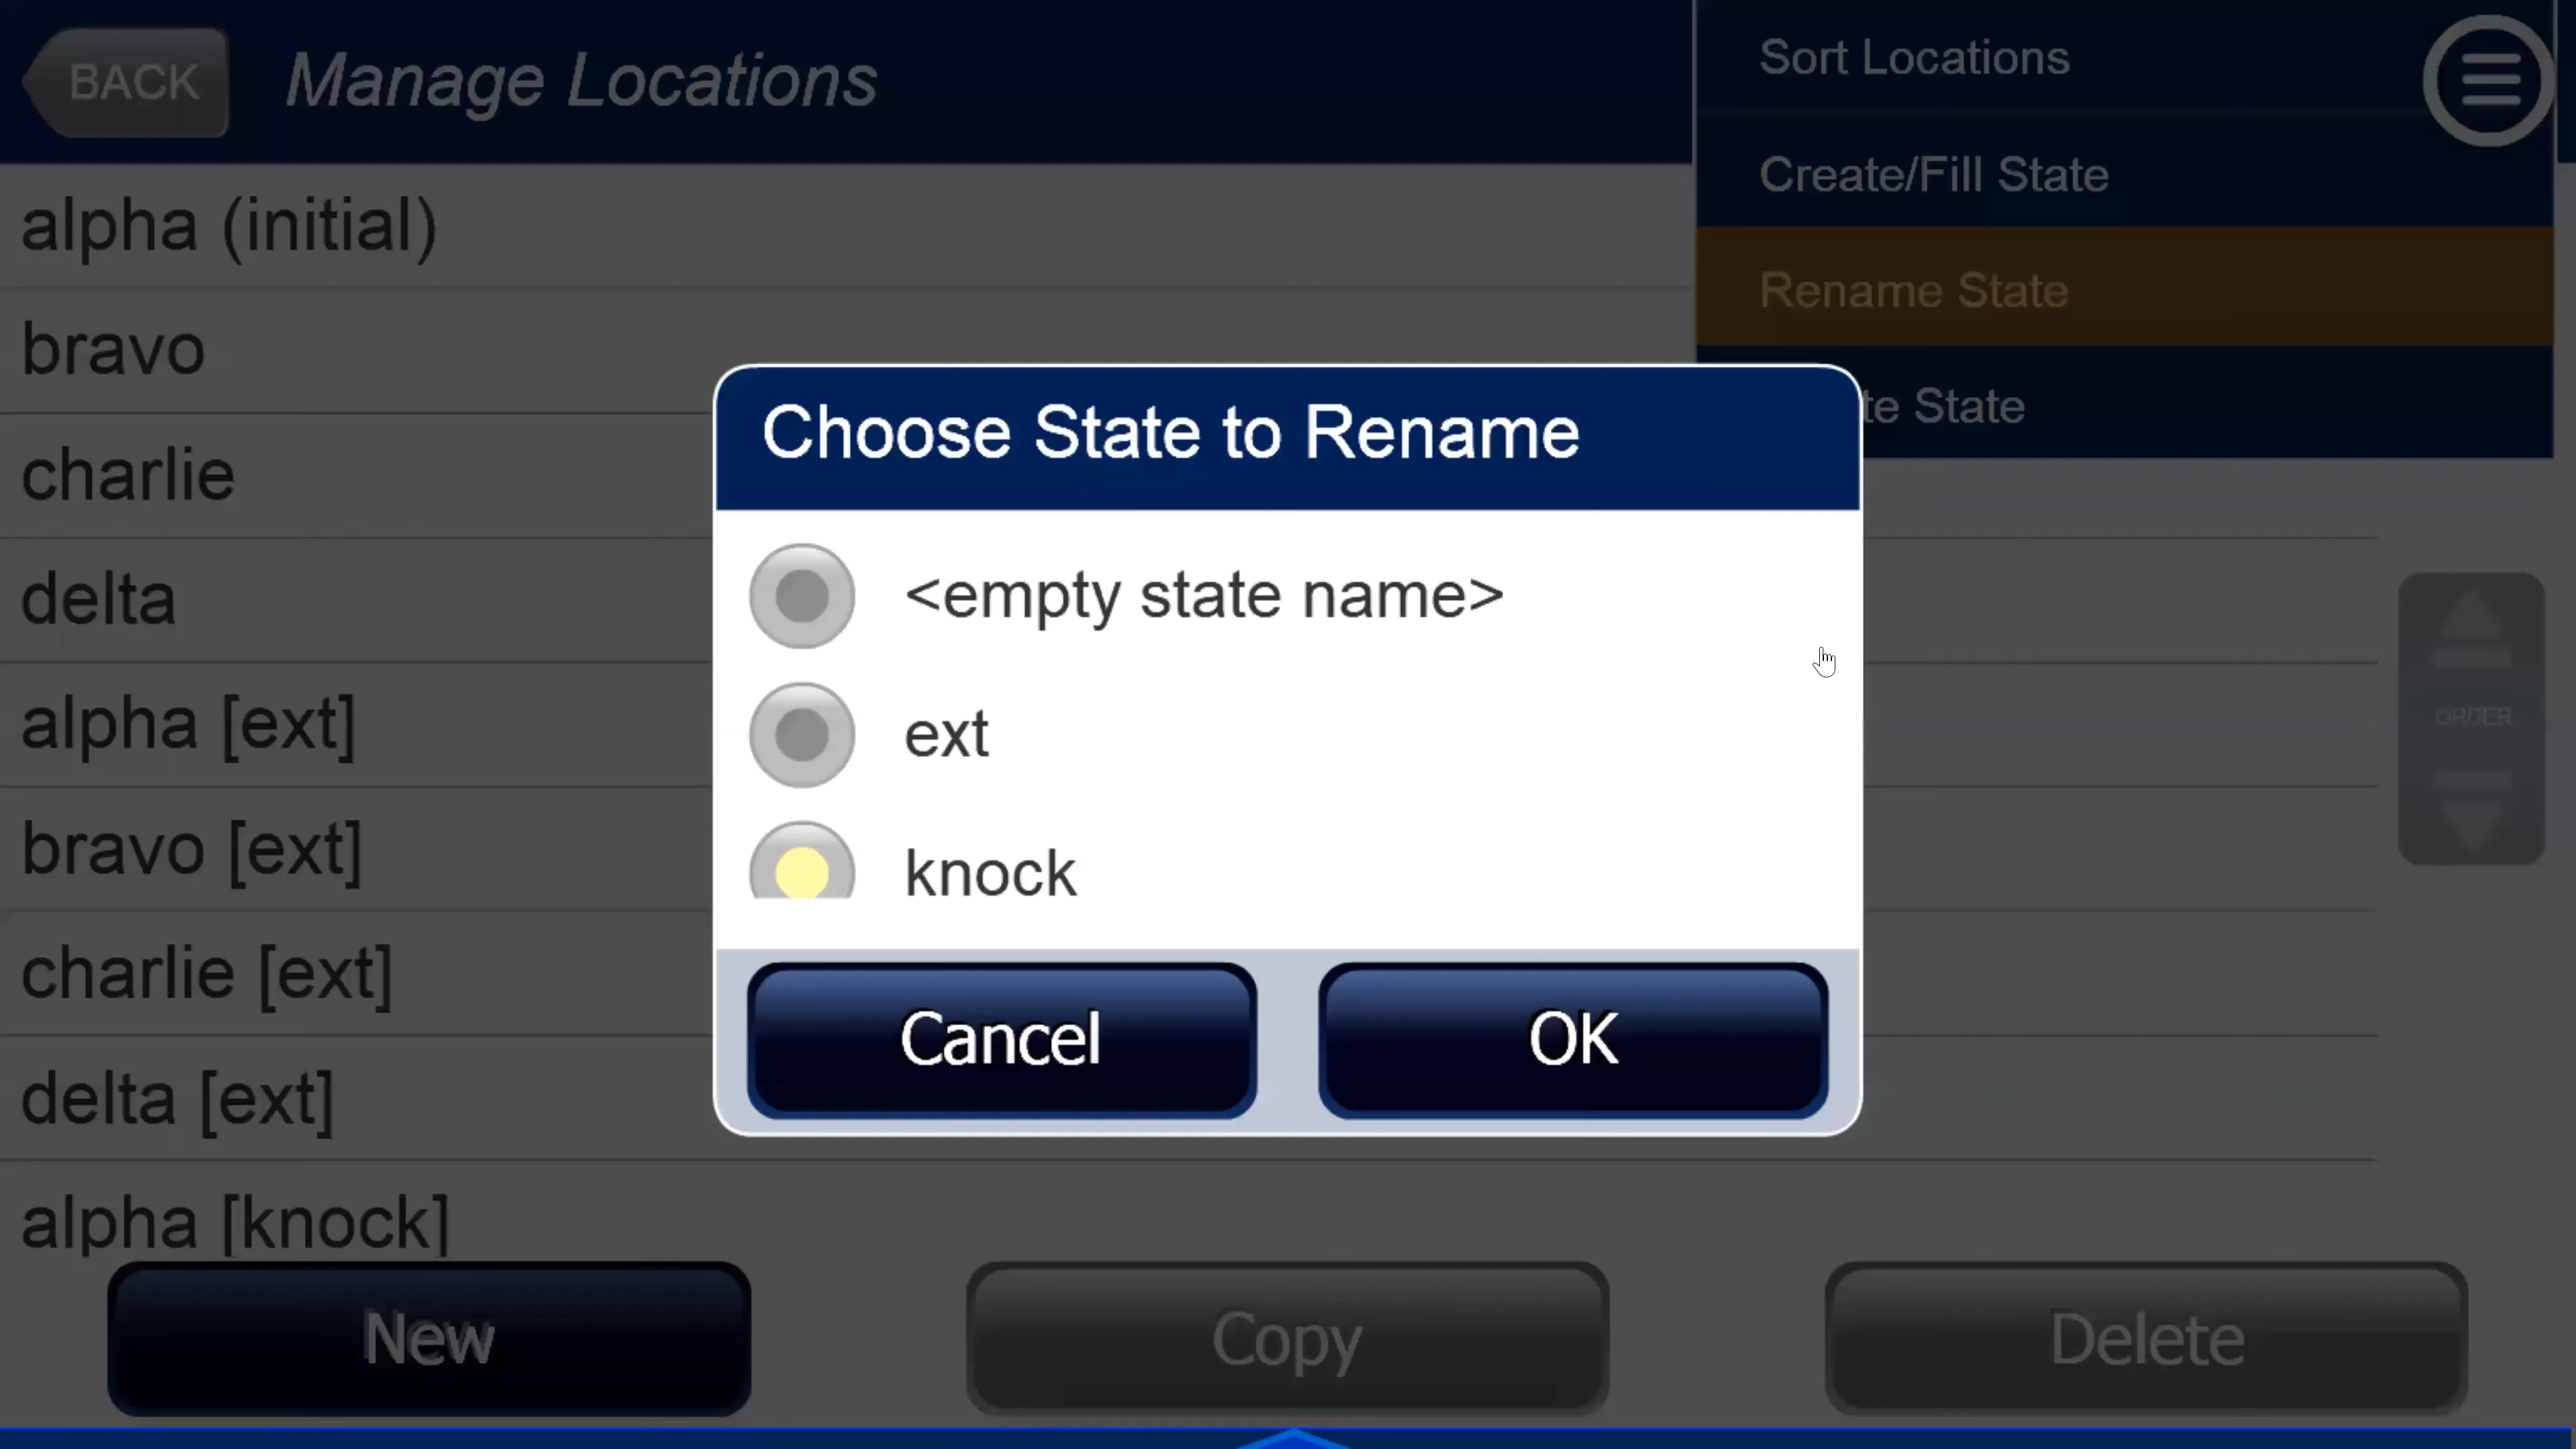 BACK
Manage Locations
Sort Locations
Create/Fill State
Rename State
te State
alpha (initial)
bravo
charlie
delta
alpha [ext]
bravo [ext]
charlie [ext]
delta [ext]
alpha [knock]
Choose State to Rename
<empty state name>
ext
knock
Cancel
OK
ORDER
New
Copy
Delete